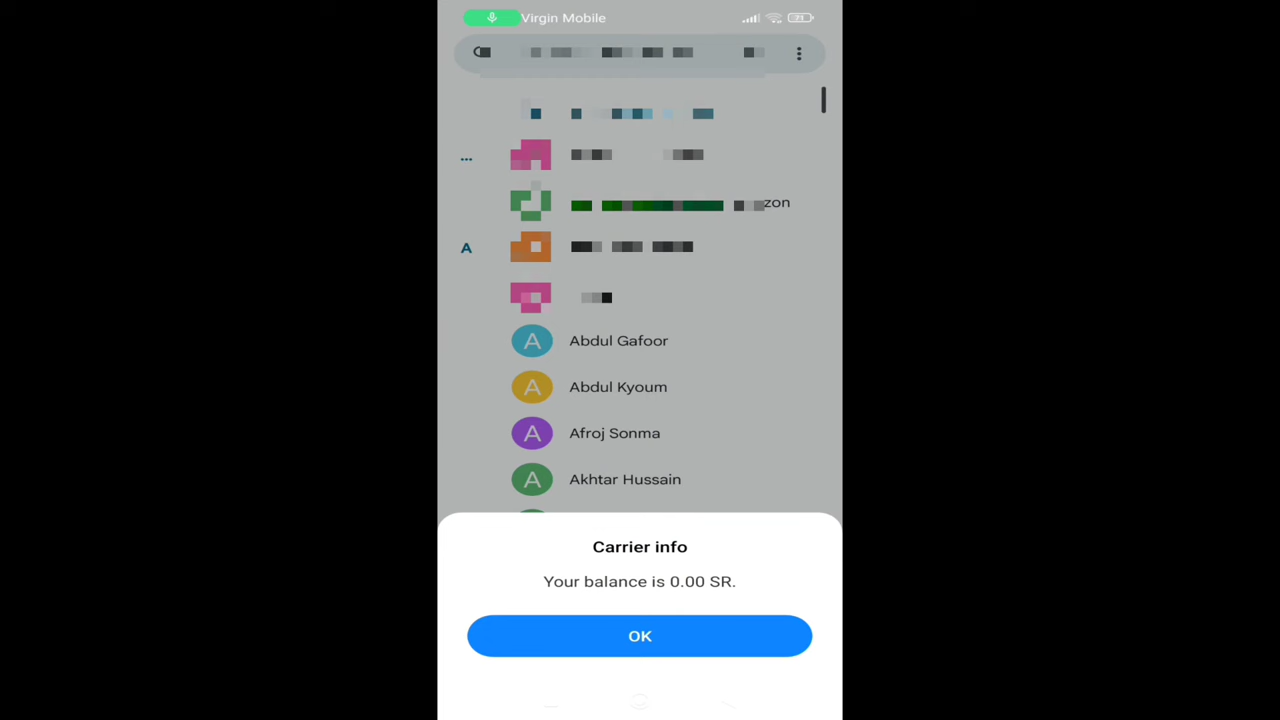 Virgin Mobile
21
zon
...
A
A Abdul Gafoor
A Abdul Kyoum
A Afroj Sonma
A Akhtar Hussain
Carrier info
Your balance is 0.00 SR.
OK